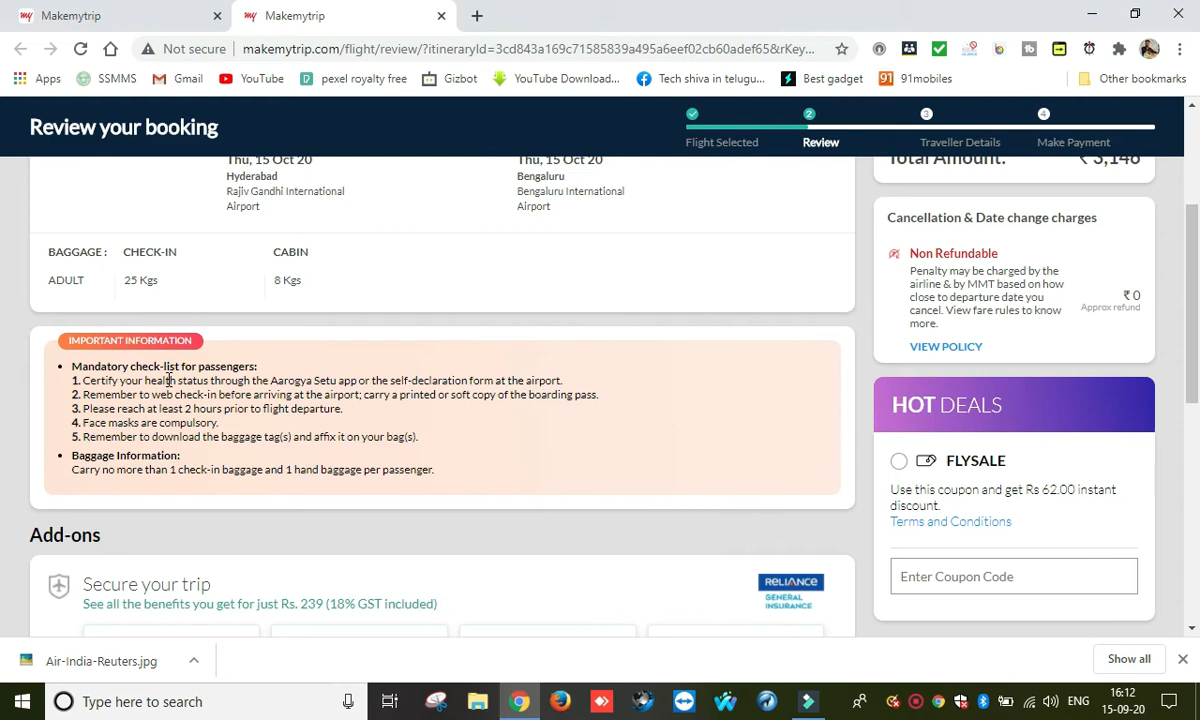 my Makemytrip
my Makemytrip
Not secure makemytrip.com/flight/review/?itineraryId=3cd843a169c71585839a495a6eef02cb60adef65&rKey...
Apps SSMMS Gmail YouTube pexel royalty free Gizbot YouTube Download... Tech shiva in telugu... Best gadget 91 91mobiles Other bookmarks
Review your booking
2 3 4
Flight Selected Review Traveller Details Make Payment
Thu, 15 Oct 20 Thu, 15 Oct 20
Hyderabad Bengaluru
Rajiv Gandhi International Bengaluru International
Airport Airport
BAGGAGE : CHECK-IN CABIN
ADULT 25 Kgs 8 Kgs
Total Amount: ₹ 3,146
Cancellation & Date change charges
Non Refundable
Penalty may be charged by the
airline & by MMT based on how
close to departure date you
cancel. View fare rules to know
more.
₹ 0
Approx refund
VIEW POLICY
IMPORTANT INFORMATION
Mandatory check-list for passengers:
1. Certify your health status through the Aarogya Setu app or the self-declaration form at the airport.
2. Remember to web check-in before arriving at the airport; carry a printed or soft copy of the boarding pass.
3. Please reach at least 2 hours prior to flight departure.
4. Face masks are compulsory.
5. Remember to download the baggage tag(s) and affix it on your bag(s).
Baggage Information:
Carry no more than 1 check-in baggage and 1 hand baggage per passenger.
HOT DEALS
FLYSALE
Use this coupon and get Rs 62.00 instant
discount.
Terms and Conditions
Enter Coupon Code
Add-ons
Secure your trip
See all the benefits you get for just Rs. 239 (18% GST included)
RELIANCE
GENERAL
INSURANCE
Air-India-Reuters.jpg Show all
Type here to search ENG
16:12
15-09-20